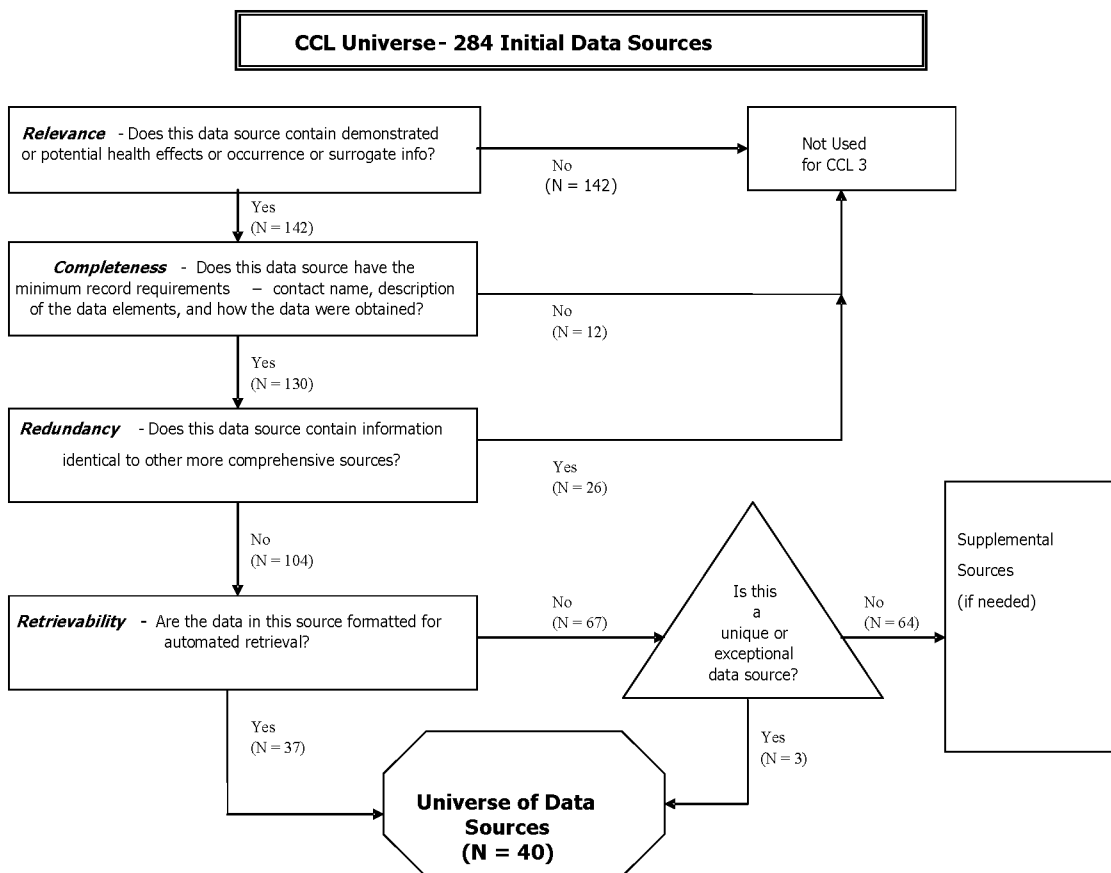 CCL Universe - 284 Initial Data Sources
Relevance - Does this data source contain demonstrated
or potential health effects or occurrence or surrogate info?
No
(N = 142)
Not Used
for CCL 3
Yes
(N = 142)
Completeness - Does this data source have the
minimum record requirements – contact name, description
of the data elements, and how the data were obtained?
No
(N = 12)
Yes
(N = 130)
Redundancy - Does this data source contain information
identical to other more comprehensive sources?
Yes
(N = 26)
No
(N = 104)
Retrievability - Are the data in this source formatted for
automated retrieval?
No
(N = 67)
Is this
a
unique or
exceptional
data source?
No
(N = 64)
Supplemental
Sources
(if needed)
Yes
(N = 37)
Yes
(N = 3)
Universe of Data
Sources
(N = 40)